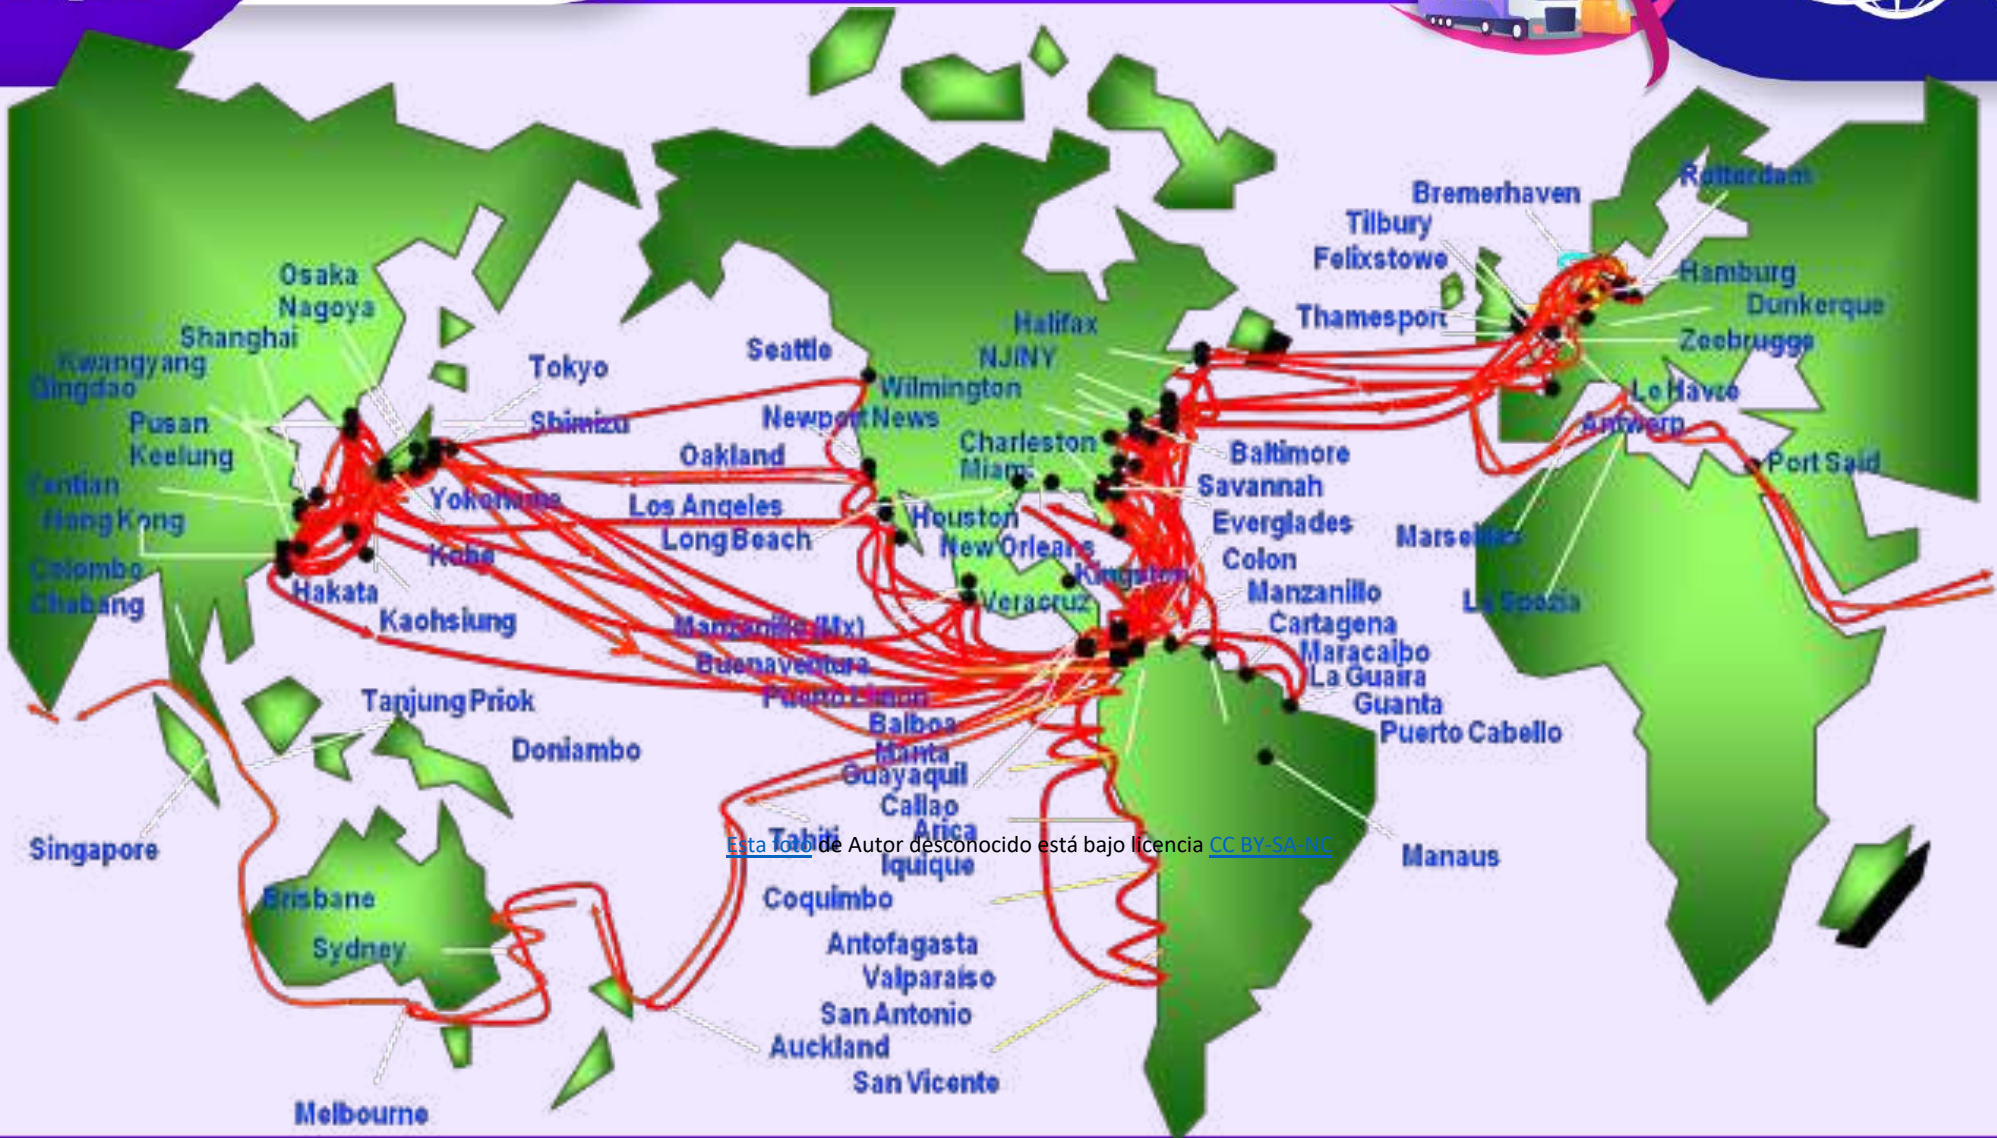 Rotterdam
Bremerhaven
Tilbury
Felixstowe
Hamburg
Osaka
Nagoya
Dunkerque
Thamesport
Halifax
Shanghai
Zeebrugge
Seattle
NJ/NY
Kwangyang
Tokyo
Qingdao
Wilmington
Le Havre
Newport News
Pusan
Shimizu
Antwerp
Charleston
Keelung
Oakland
Baltimore
Miami
Port Said
Yantian
Savannah
Yokohama
Los Angeles
Houston
Hong Kong
Everglades
Long Beach
New Orleans
Marseilles
Kobe
Colon
Colombo
Kingston
Chabang
Hakata
Manzanillo
Veracruz
La Spezia
Kaohsiung
Manzanillo (Mx)
Cartagena
Maracaibo
Buenaventura
La Guaira
Puerto Limon
Guanta
Tanjung Priok
Balboa
Puerto Cabello
Doniambo
Manta
Guayaquil
Callao
Arica
Tahiti
Esta foto de Autor desconocido está bajo licencia CC BY-SA-NC
Singapore
Manaus
Iquique
Brisbane
Coquimbo
Sydney
Antofagasta
Valparaiso
San Antonio
Auckland
San Vicente
Melbourne